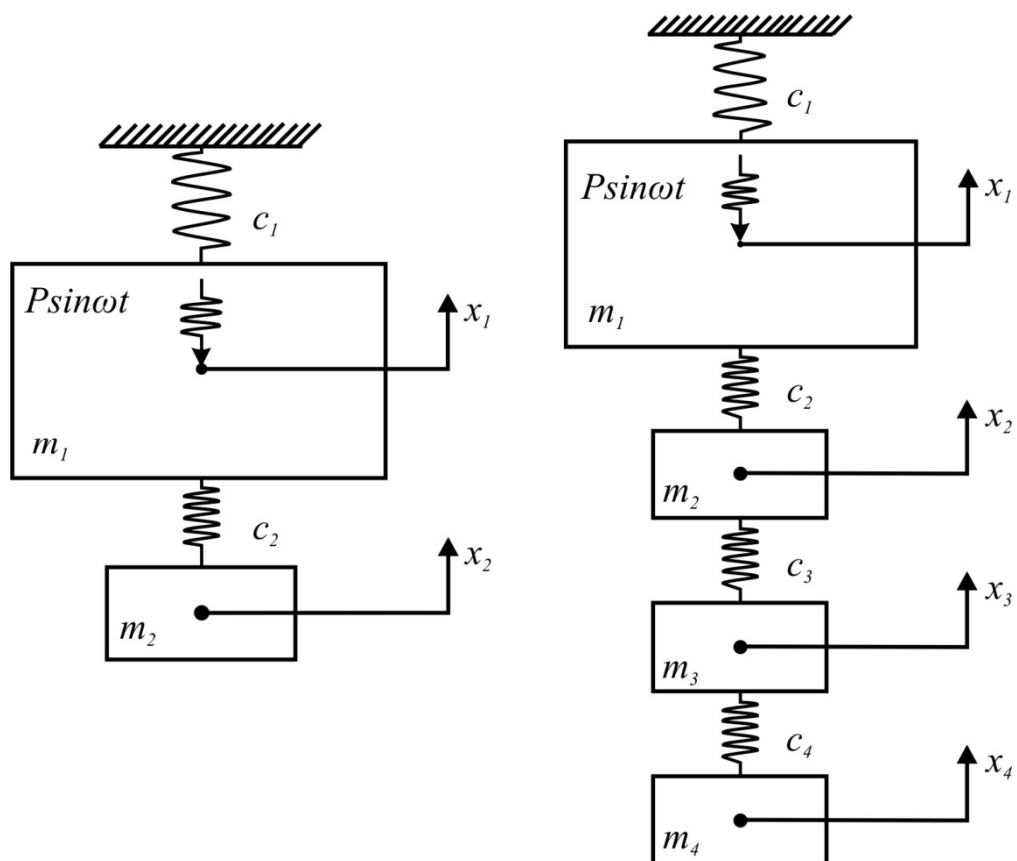 c₁
Psinωt
x₁
m₁
c₂
x₂
m₂
c₁
Psinωt
x₁
m₁
c₂
x₂
m₂
c₃
x₃
m₃
c₄
x₄
m₄